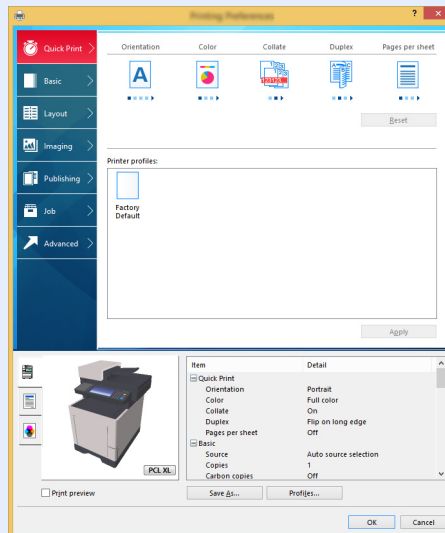 Printing Preferences
?
Quick Print
Basic
Layout
Imaging
Publishing
Job
Advanced
Orientation Color Collate Duplex Pages per sheet
A
123123...
Reset
Printer profiles:
Factory
Default
Apply
PCL XL
Print preview
Item Detail
Quick Print
Orientation Portrait
Color Full color
Collate On
Duplex Flip on long edge
Pages per sheet Off
Basic
Source Auto source selection
Copies 1
Carbon copies Off
Save As... Profiles...
OK Cancel